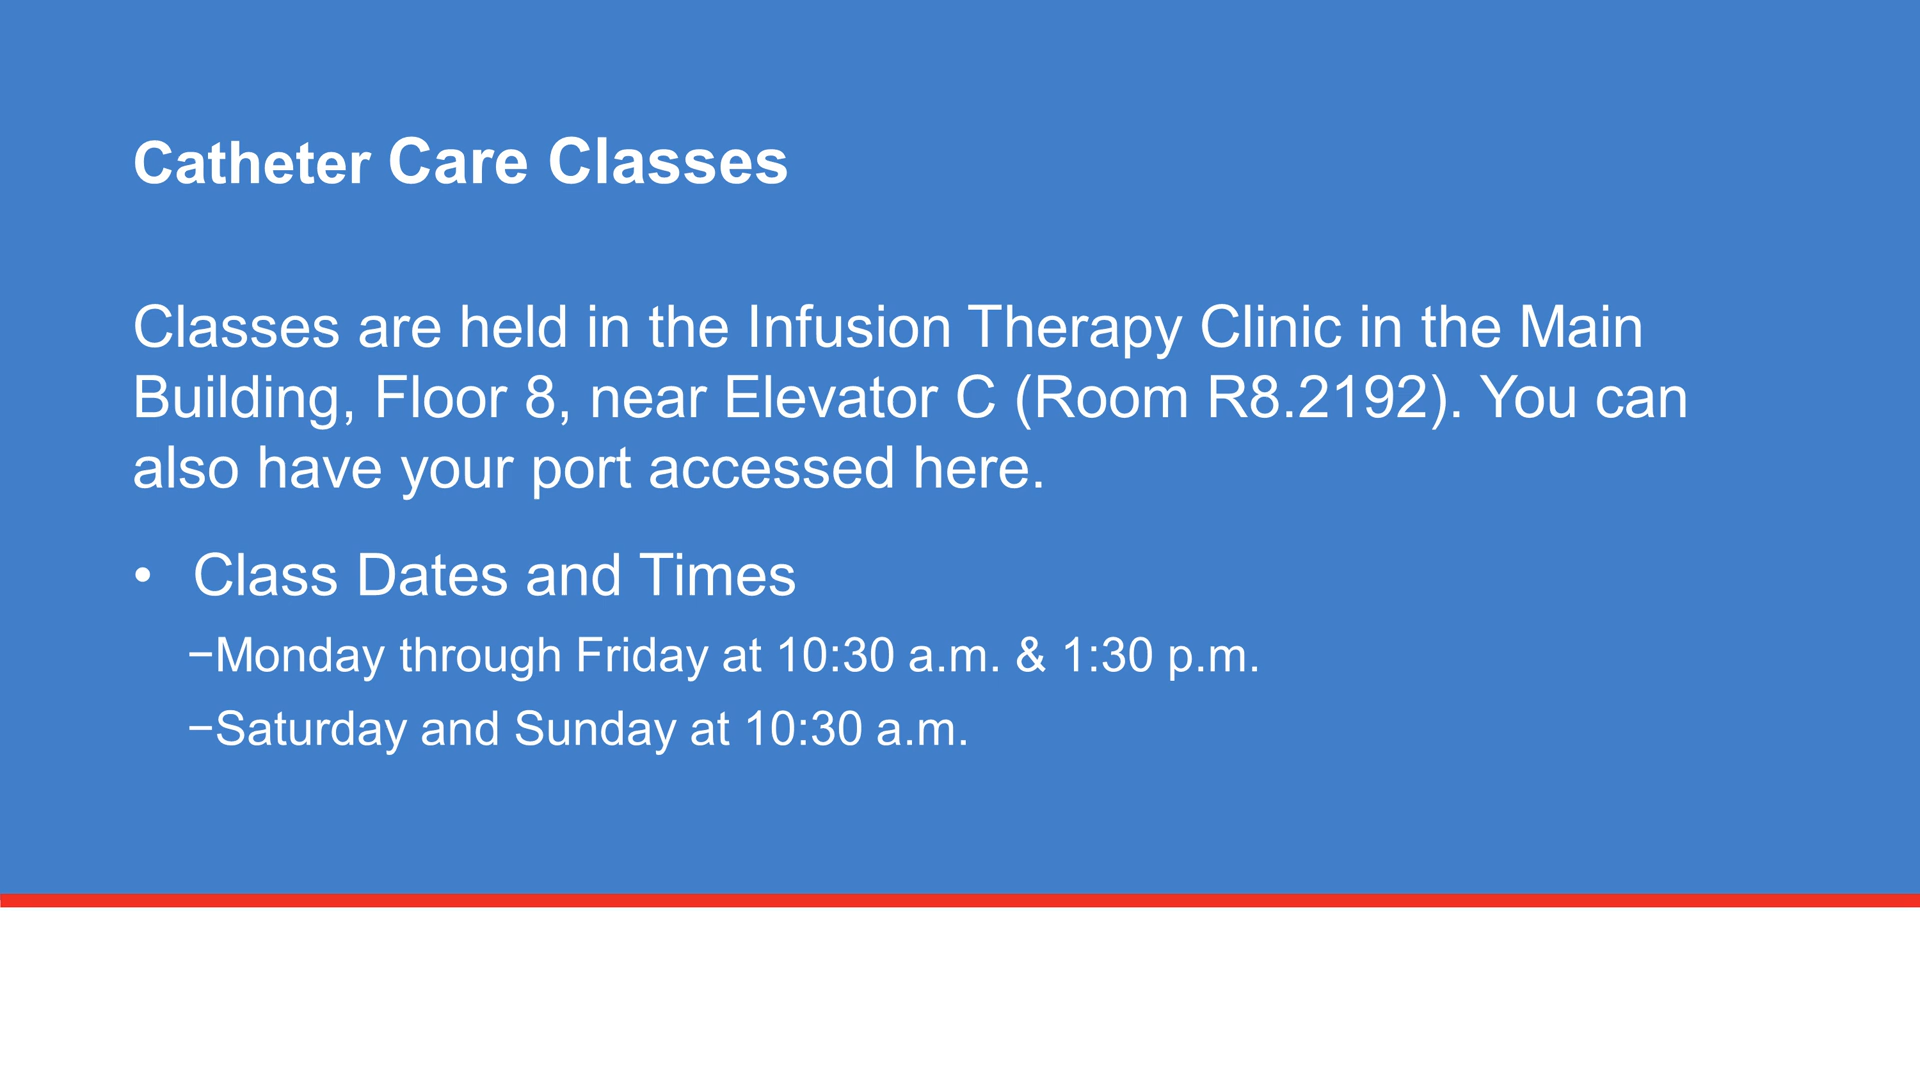 Catheter Care Classes
Classes are held in the Infusion Therapy Clinic in the Main
Building, Floor 8, near Elevator C (Room R8.2192). You can
also have your port accessed here.
• Class Dates and Times
−Monday through Friday at 10:30 a.m. & 1:30 p.m.
−Saturday and Sunday at 10:30 a.m.